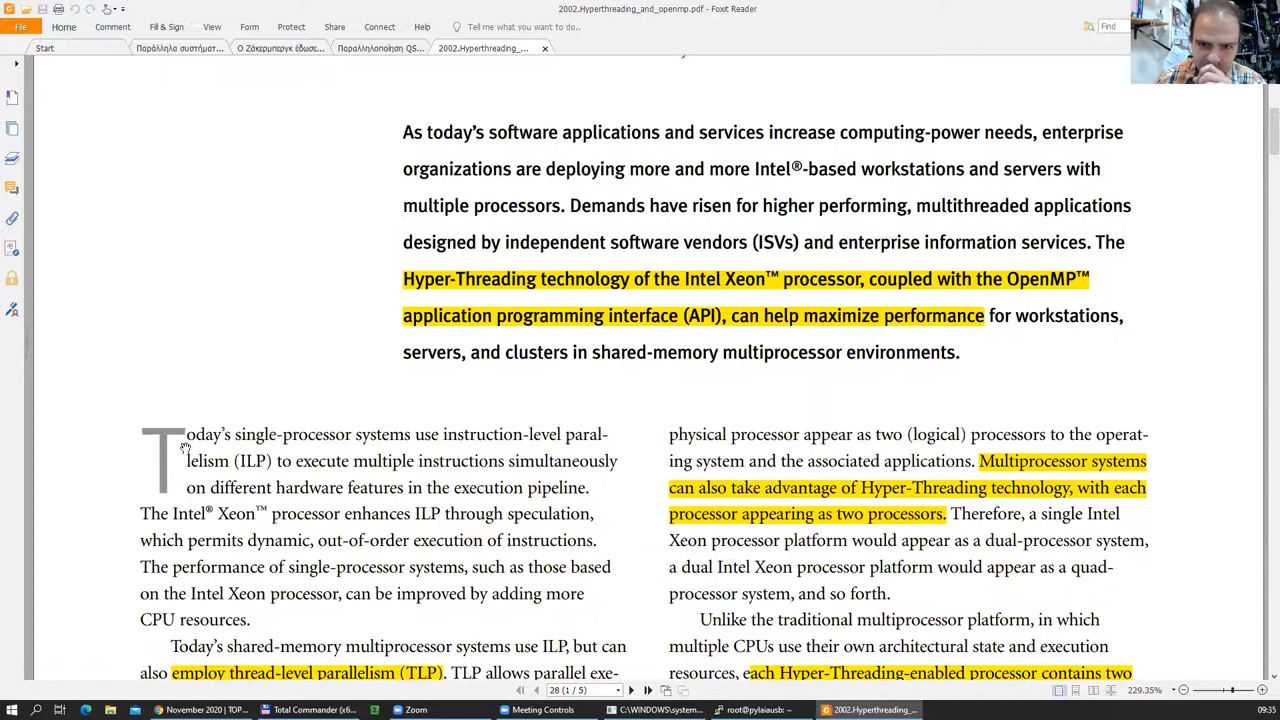 2002.Hyperthreading_and_openmp.pdf - Foxit Reader
File
Home
Comment
Fill & Sign
View
Form
Protect
Share
Connect
Help
Tell me what you want to do...
Find
Start
Παράλληλα συστήματ...
Ο Ζάκερμπεργκ έδωσε...
Παραλληλοποίηση QS...
2002.Hyperthreading_...
As today's software applications and services increase computing-power needs, enterprise
organizations are deploying more and more Intel®-based workstations and servers with
multiple processors. Demands have risen for higher performing, multithreaded applications
designed by independent software vendors (ISVs) and enterprise information services. The
Hyper-Threading technology of the Intel Xeon™ processor, coupled with the OpenMP™
application programming interface (API), can help maximize performance for workstations,
servers, and clusters in shared-memory multiprocessor environments.
Today's single-processor systems use instruction-level paral-
lelism (ILP) to execute multiple instructions simultaneously
on different hardware features in the execution pipeline.
The Intel® Xeon™ processor enhances ILP through speculation,
which permits dynamic, out-of-order execution of instructions.
The performance of single-processor systems, such as those based
on the Intel Xeon processor, can be improved by adding more
CPU resources.
Today's shared-memory multiprocessor systems use ILP, but can
also employ thread-level parallelism (TLP). TLP allows parallel exe-
physical processor appear as two (logical) processors to the operat-
ing system and the associated applications. Multiprocessor systems
can also take advantage of Hyper-Threading technology, with each
processor appearing as two processors. Therefore, a single Intel
Xeon processor platform would appear as a dual-processor system,
a dual Intel Xeon processor platform would appear as a quad-
processor system, and so forth.
Unlike the traditional multiprocessor platform, in which
multiple CPUs use their own architectural state and execution
resources, each Hyper-Threading-enabled processor contains two
28 (1 / 5)
229.35%
November 2020 | TOP...
Total Commander (x6...
Zoom
Meeting Controls
C:\WINDOWS\system...
root@pylaiausb: ~
2002.Hyperthreading_...
09:35